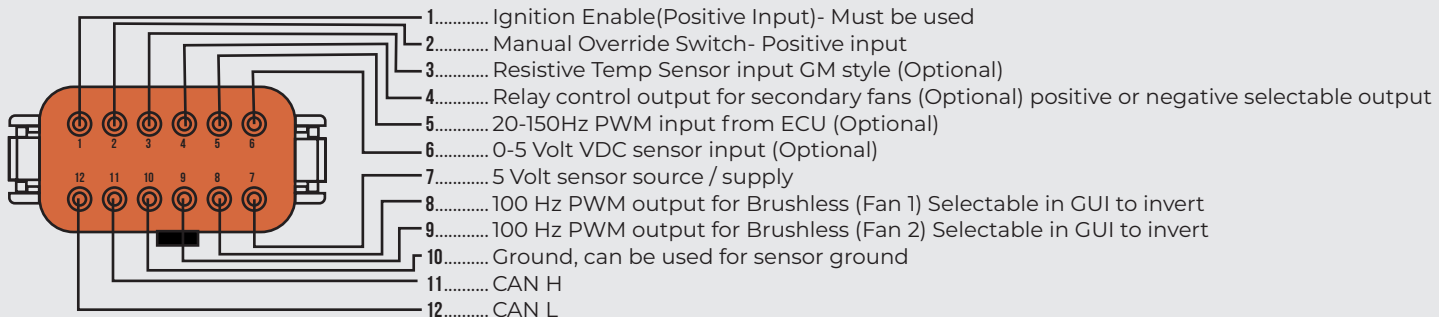 1........... Ignition Enable(Positive Input)- Must be used
2........... Manual Override Switch- Positive input
3........... Resistive Temp Sensor input GM style (Optional)
4........... Relay control output for secondary fans (Optional) positive or negative selectable output
5........... 20-150Hz PWM input from ECU (Optional)
6........... 0-5 Volt VDC sensor input (Optional)
7........... 5 Volt sensor source / supply
8........... 100 Hz PWM output for Brushless (Fan 1) Selectable in GUI to invert
9........... 100 Hz PWM output for Brushless (Fan 2) Selectable in GUI to invert
10.......... Ground, can be used for sensor ground
11.......... CAN H
12.......... CAN L
1 2 3 4 5 6
12 11 10 9 8 7